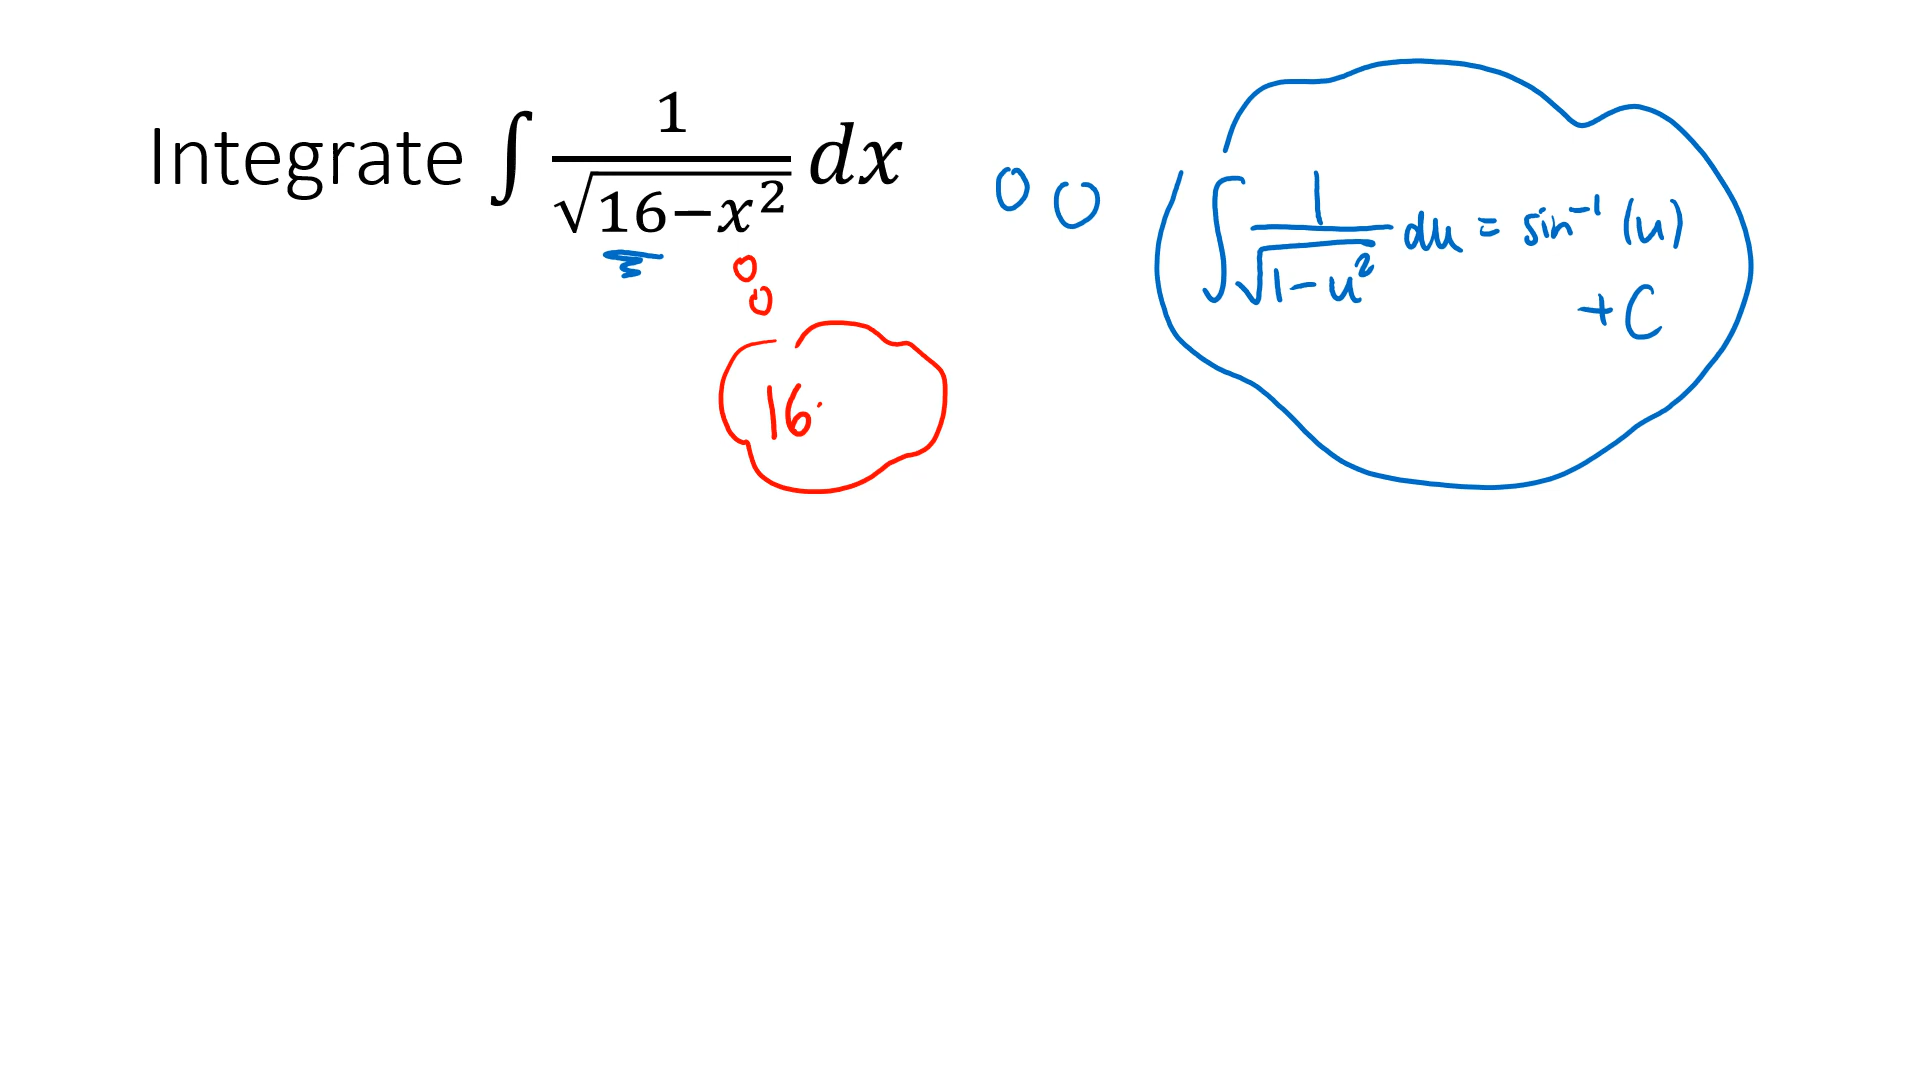 Integrate ∫ 1/√(16−x²) dx
∫ 1/√(1−u²) du = sin⁻¹(u)
+C
16·